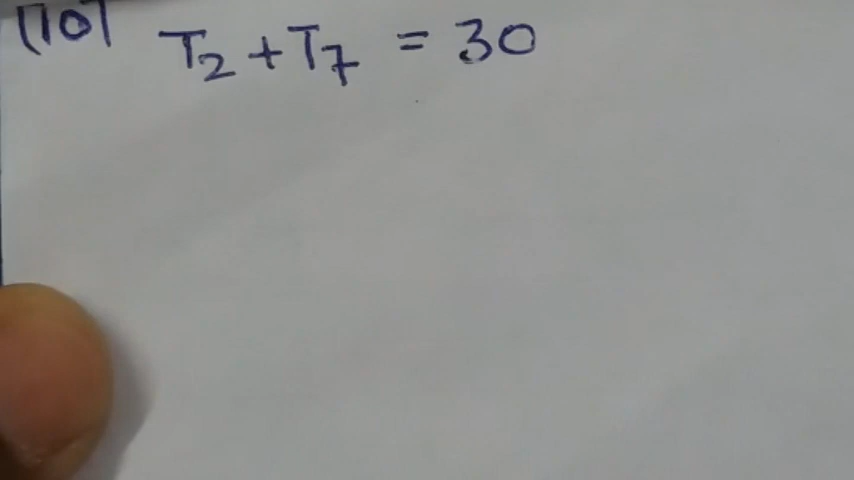 (10) T₂ + T₇ = 30